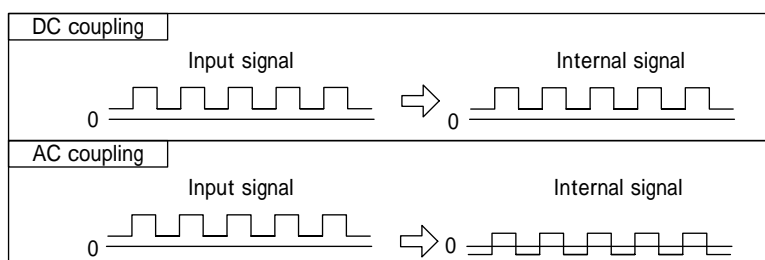 DC coupling
Input signal
Internal signal
0
0
AC coupling
Input signal
Internal signal
0
0